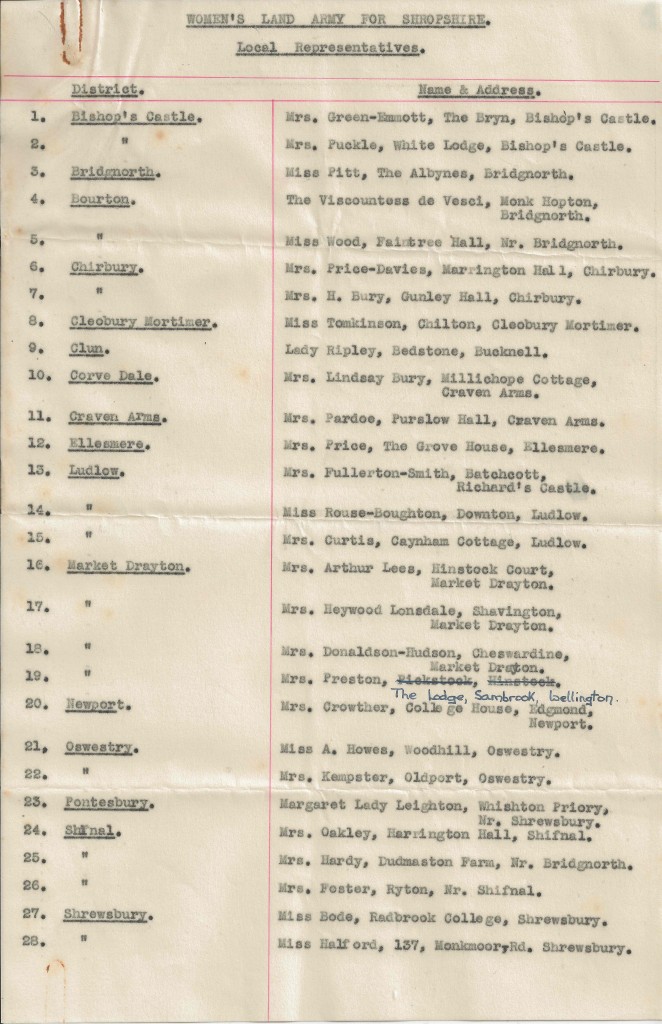 WOMEN'S LAND ARMY FOR SHROPSHIRE.
Local Representatives.
District. Name & Address.
1. Bishop's Castle. Mrs. Green-Emmott, The Bryn, Bishop's Castle.
2. " Mrs. Puckle, White Lodge, Bishop's Castle.
3. Bridgnorth. Miss Pitt, The Albynes, Bridgnorth.
4. Bourton. The Viscountess de Vesci, Monk Hopton,
Bridgnorth.
5. " Miss Wood, Faintree Hall, Nr. Bridgnorth.
6. Chirbury. Mrs. Price-Davies, Marrington Hall, Chirbury.
7. " Mrs. H. Bury, Gunley Hall, Chirbury.
8. Cleobury Mortimer. Miss Tomkinson, Chilton, Cleobury Mortimer.
9. Clun. Lady Ripley, Bedstone, Bucknell.
10. Corve Dale. Mrs. Lindsay Bury, Millichope Cottage,
Craven Arms.
11. Craven Arms. Mrs. Pardoe, Purslow Hall, Craven Arms.
12. Ellesmere. Mrs. Price, The Grove House, Ellesmere.
13. Ludlow. Mrs. Fullerton-Smith, Batchcott,
Richard's Castle.
14. " Miss Rouse-Boughton, Downton, Ludlow.
15. " Mrs. Curtis, Caynham Cottage, Ludlow.
16. Market Drayton. Mrs. Arthur Lees, Hinstock Court,
Market Drayton.
17. " Mrs. Heywood Lonsdale, Shavington,
Market Drayton.
18. " Mrs. Donaldson-Hudson, Cheswardine,
Market Drayton.
19. " Mrs. Preston, Pickstock, Hinstock.
The Lodge, Sambrook, Wellington.
20. Newport. Mrs. Crowther, College House, Edgmond,
Newport.
21, Oswestry. Miss A. Howes, Woodhill, Oswestry.
22. " Mrs. Kempster, Oldport, Oswestry.
23. Pontesbury. Margaret Lady Leighton, Whishton Priory,
Nr. Shrewsbury.
24. Shifnal. Mrs. Oakley, Harrington Hall, Shifnal.
25. " Mrs. Hardy, Dudmaston Farm, Nr. Bridgnorth.
26. " Mrs. Foster, Ryton, Nr. Shifnal.
27. Shrewsbury. Miss Bode, Radbrook College, Shrewsbury.
28. " Miss Halford, 137, Monkmoor Rd. Shrewsbury.